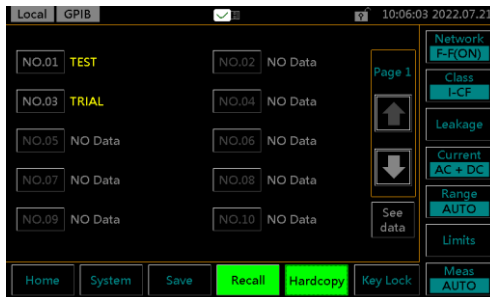 Local GPIB 10:06:03 2022.07.21
NO.01 TEST NO.02 NO Data
NO.03 TRIAL NO.04 NO Data
NO.05 NO Data NO.06 NO Data
NO.07 NO Data NO.08 NO Data
NO.09 NO Data NO.10 NO Data
Page 1
See
data
Network
F-F(ON)
Class
I-CF
Leakage
Current
AC + DC
Range
AUTO
Limits
Meas
AUTO
Home System Save Recall Hardcopy Key Lock